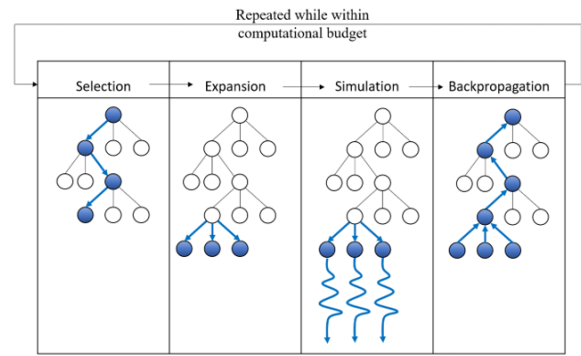 Repeated while within
computational budget
Selection
Expansion
Simulation
Backpropagation